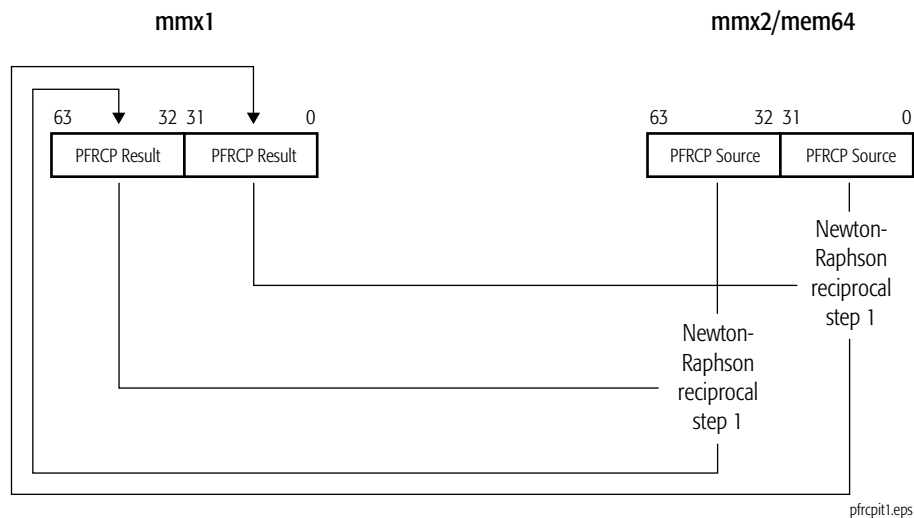 mmx1 mmx2/mem64
63 32 31 0 63 32 31 0
PFRCP Result PFRCP Result PFRCP Source PFRCP Source
Newton-
Raphson
reciprocal
step 1
Newton-
Raphson
reciprocal
step 1
pfrcpit1.eps